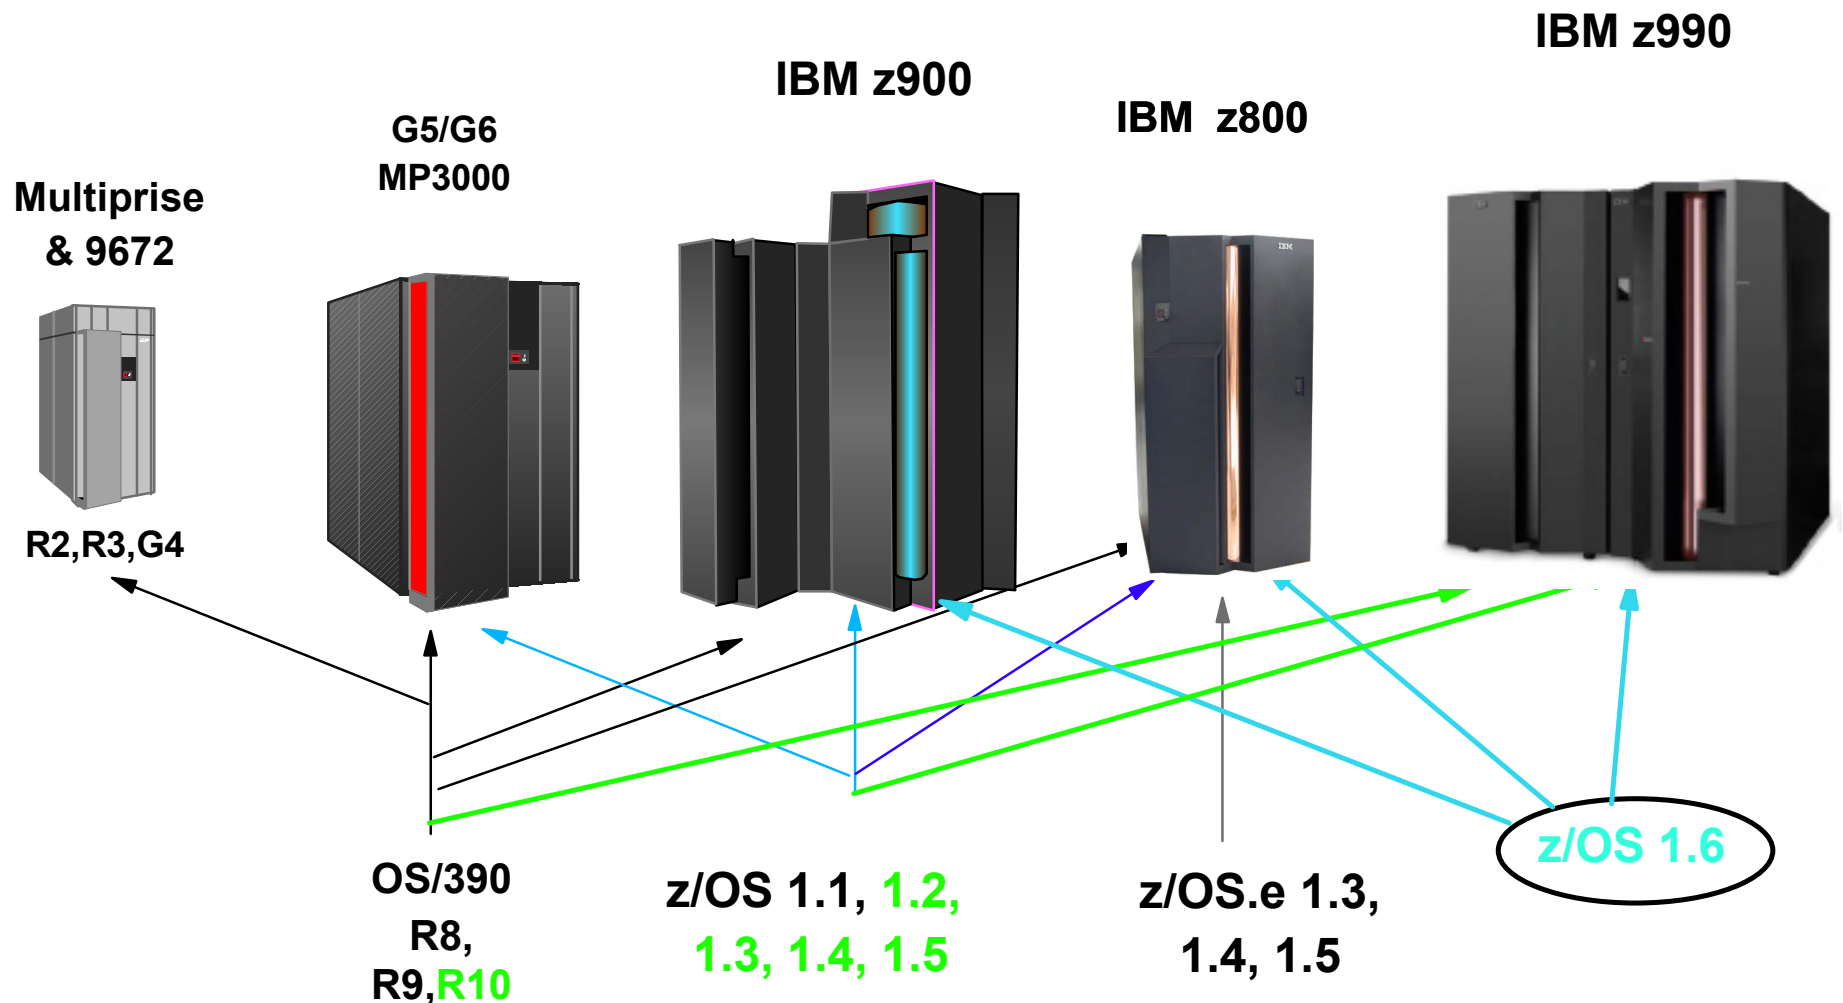 IBM z990
IBM z900
IBM  z800
G5/G6
MP3000
Multiprise
& 9672
IBM
R2,R3,G4
OS/390
R8,
R9,R10
z/OS 1.1, 1.2,
1.3, 1.4, 1.5
z/OS.e 1.3,
1.4, 1.5
z/OS 1.6